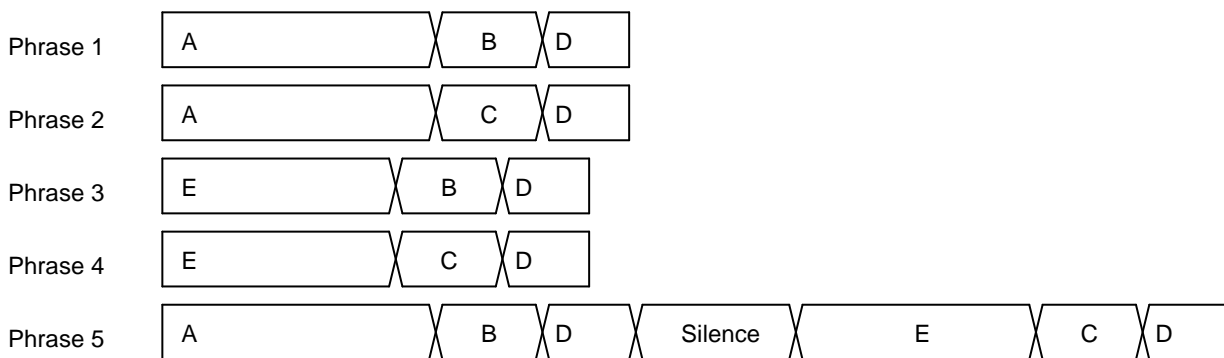 Phrase 1 A B D
Phrase 2 A C D
Phrase 3 E B D
Phrase 4 E C D
Phrase 5 A B D Silence E C D